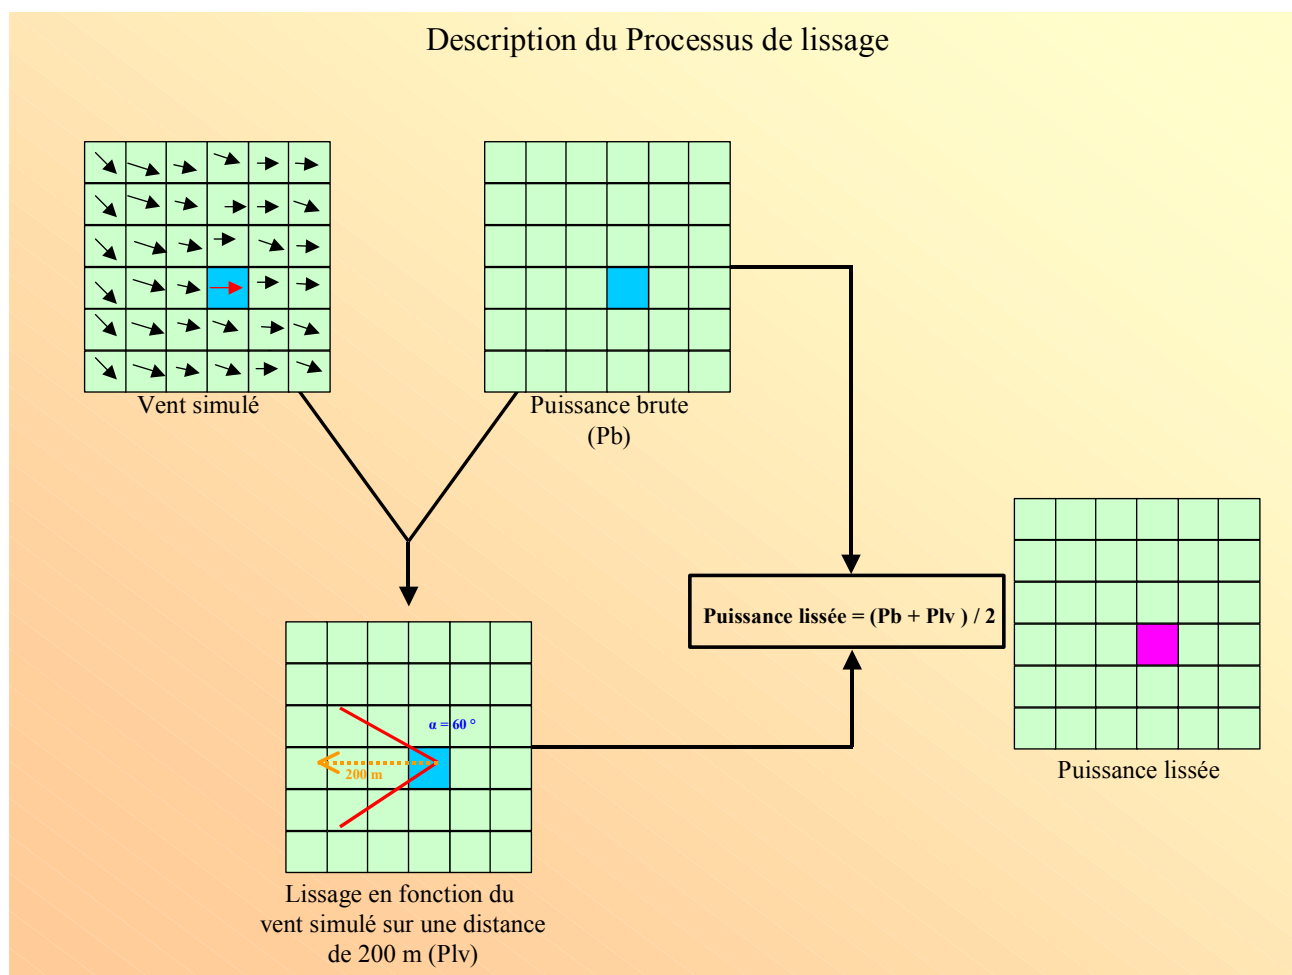 Description du Processus de lissage
Vent simulé
Puissance brute
(Pb)
Puissance lissée = (Pb + Plv ) / 2
α = 60 °
200 m
Puissance lissée
Lissage en fonction du
vent simulé sur une distance
de 200 m (Plv)